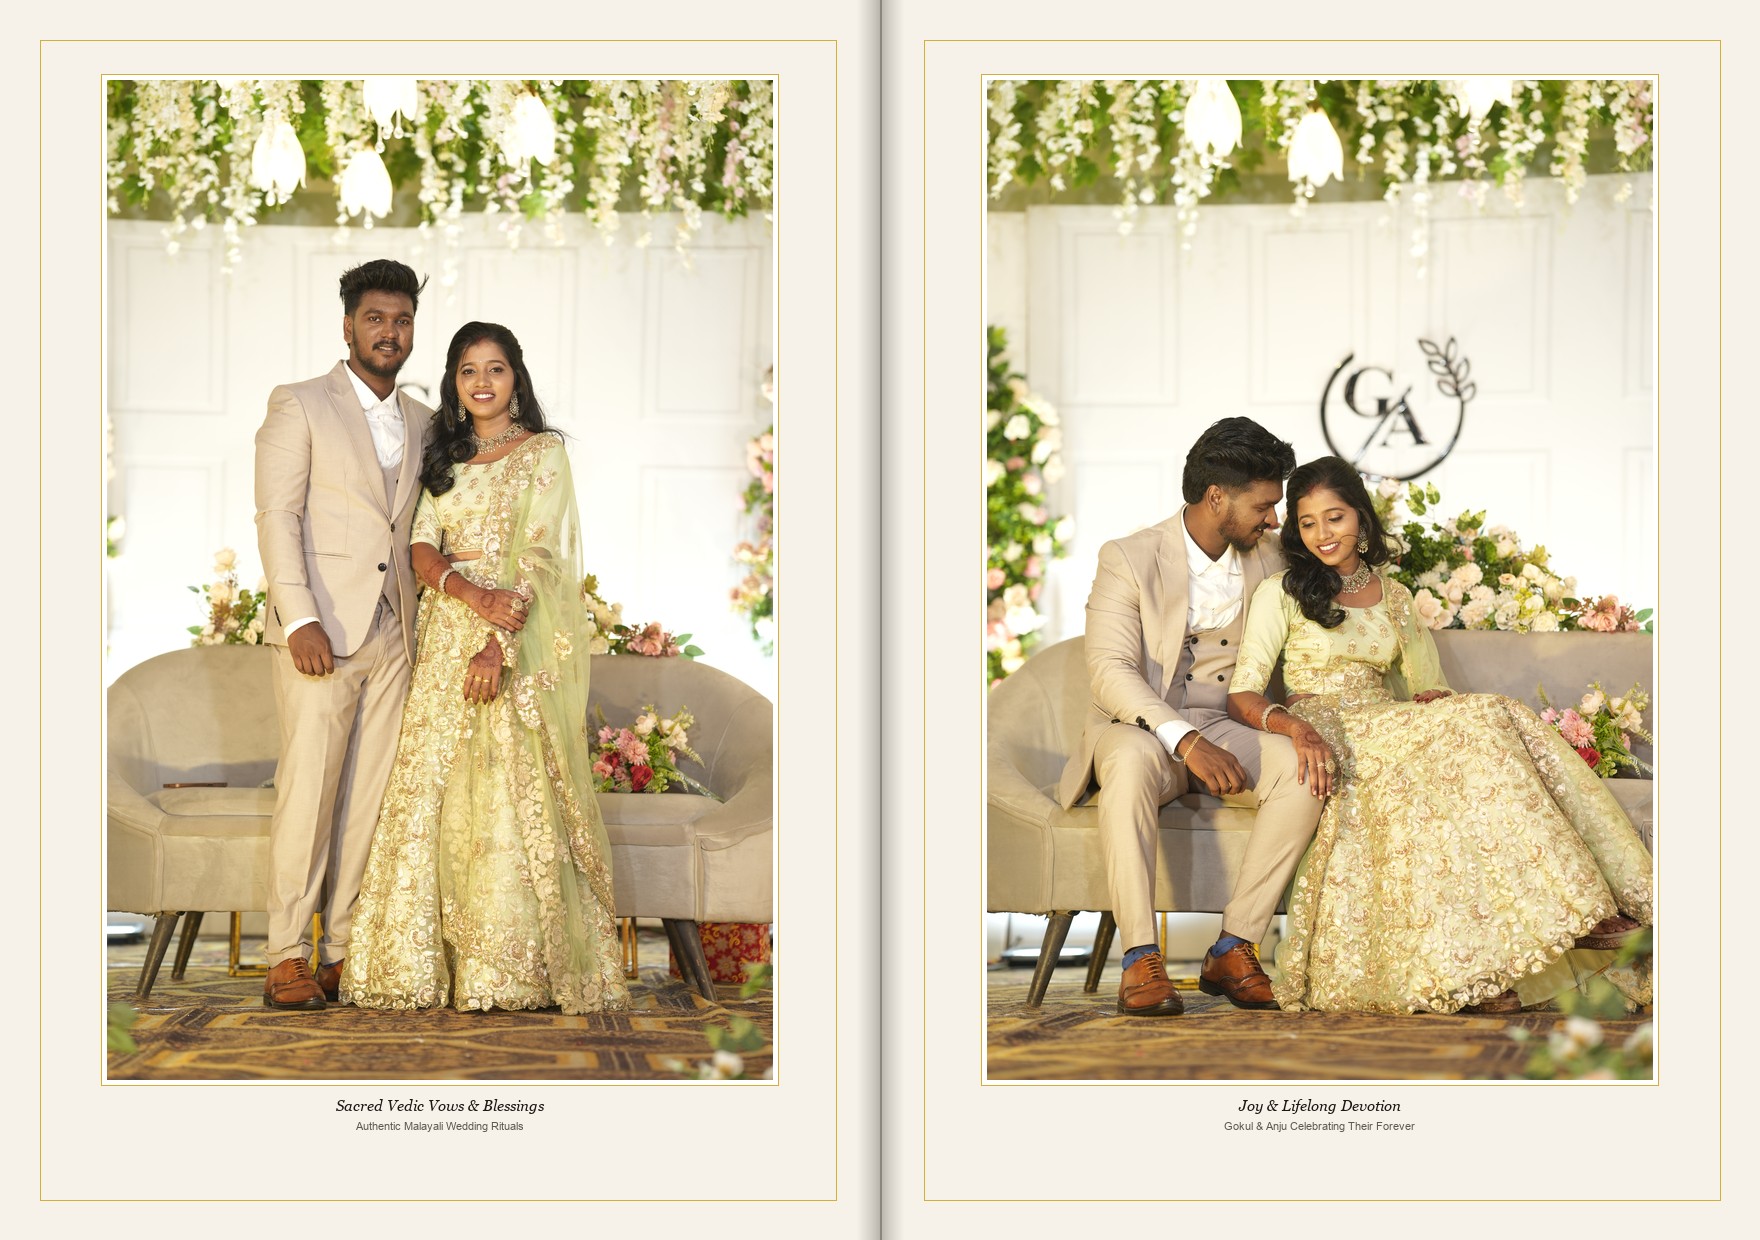 GA
Sacred Vedic Vows & Blessings
Authentic Malayali Wedding Rituals
Joy & Lifelong Devotion
Gokul & Anju Celebrating Their Forever